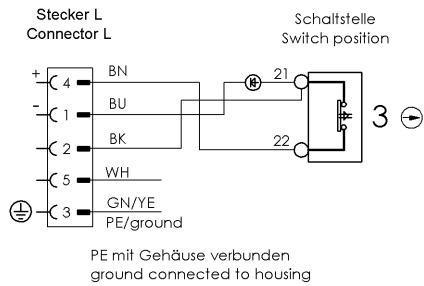 Stecker L
Connector L
Schaltstelle
Switch position
+ 4 BN
- 1 BU
2 BK
5 WH
3 GN/YE
PE/ground
21
22
3
PE mit Gehäuse verbunden
ground connected to housing